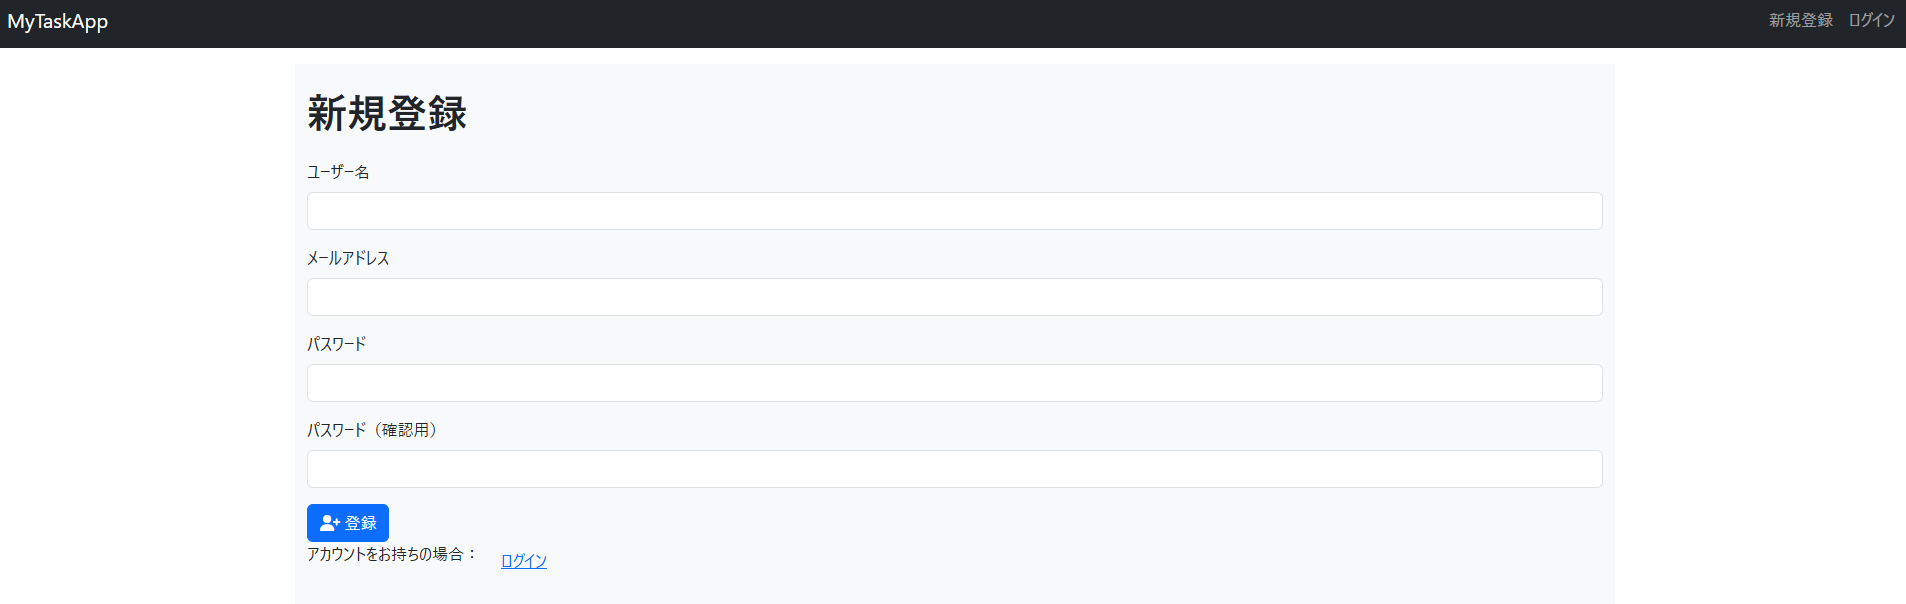 MyTaskApp 新規登録 ログイン
新規登録
ユーザー名
メールアドレス
パスワード
パスワード（確認用）
登録
アカウントをお持ちの場合： ログイン